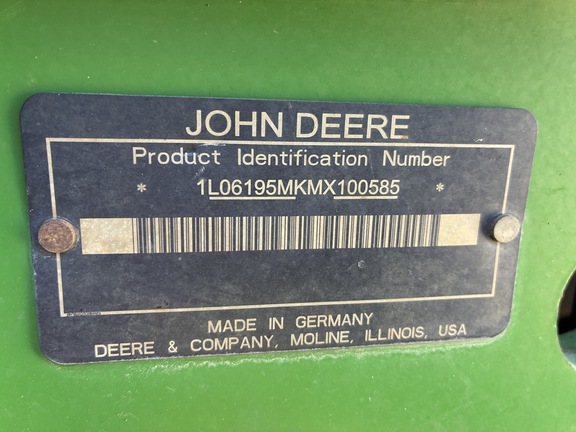 JOHN DEERE
Product Identification Number
* 1L06195MKMX100585 *
MADE IN GERMANY
DEERE & COMPANY, MOLINE, ILLINOIS, USA